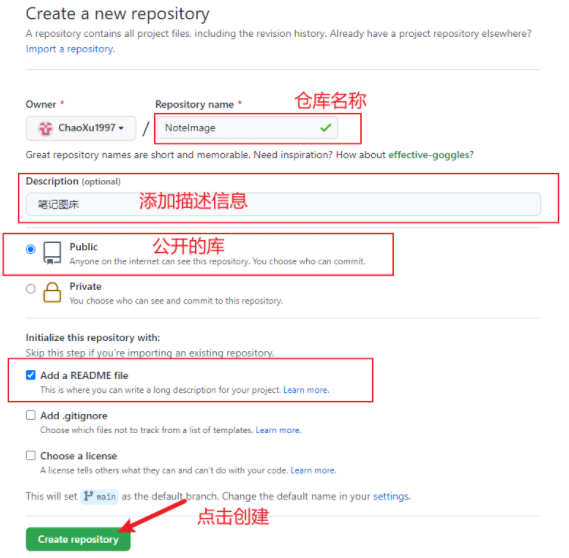 Create a new repository
A repository contains all project files, including the revision history. Already have a project repository elsewhere?
Import a repository.
Owner *
Repository name *
仓库名称
ChaoXu1997
/
NoteImage
Great repository names are short and memorable. Need inspiration? How about effective-goggles?
Description (optional)
笔记图床
添加描述信息
Public
公开的库
Anyone on the internet can see this repository. You choose who can commit.
Private
You choose who can see and commit to this repository.
Initialize this repository with:
Skip this step if you're importing an existing repository.
Add a README file
This is where you can write a long description for your project. Learn more.
Add .gitignore
Choose which files not to track from a list of templates. Learn more.
Choose a license
A license tells others what they can and can't do with your code. Learn more.
This will set main as the default branch. Change the default name in your settings.
点击创建
Create repository